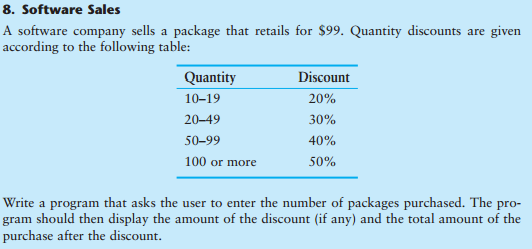 8. Software Sales
A software company sells a package that retails for $99. Quantity discounts are given
according to the following table:
Quantity Discount
10–19 20%
20–49 30%
50–99 40%
100 or more 50%
Write a program that asks the user to enter the number of packages purchased. The pro-
gram should then display the amount of the discount (if any) and the total amount of the
purchase after the discount.